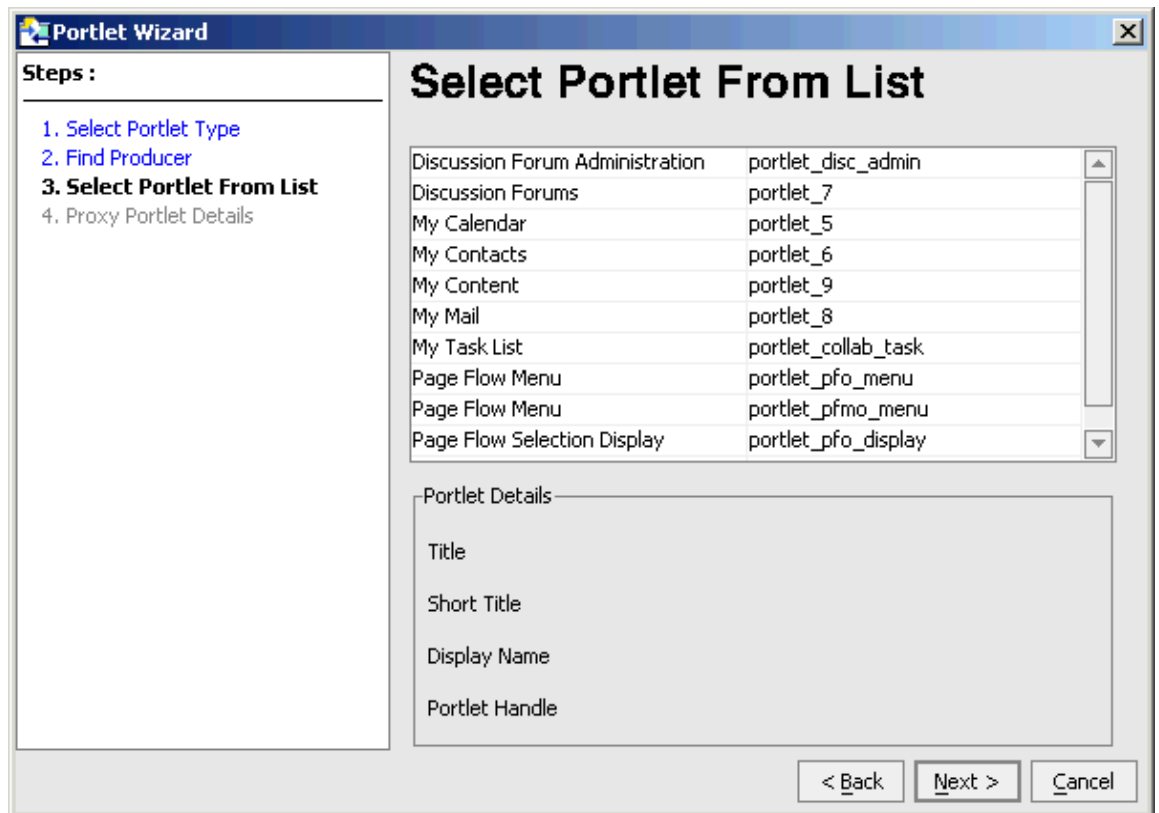 Portlet Wizard
Steps :
1. Select Portlet Type
2. Find Producer
3. Select Portlet From List
4. Proxy Portlet Details
Select Portlet From List
Discussion Forum Administration portlet_disc_admin
Discussion Forums portlet_7
My Calendar portlet_5
My Contacts portlet_6
My Content portlet_9
My Mail portlet_8
My Task List portlet_collab_task
Page Flow Menu portlet_pfo_menu
Page Flow Menu portlet_pfmo_menu
Page Flow Selection Display portlet_pfo_display
Portlet Details
Title
Short Title
Display Name
Portlet Handle
< Back Next > Cancel